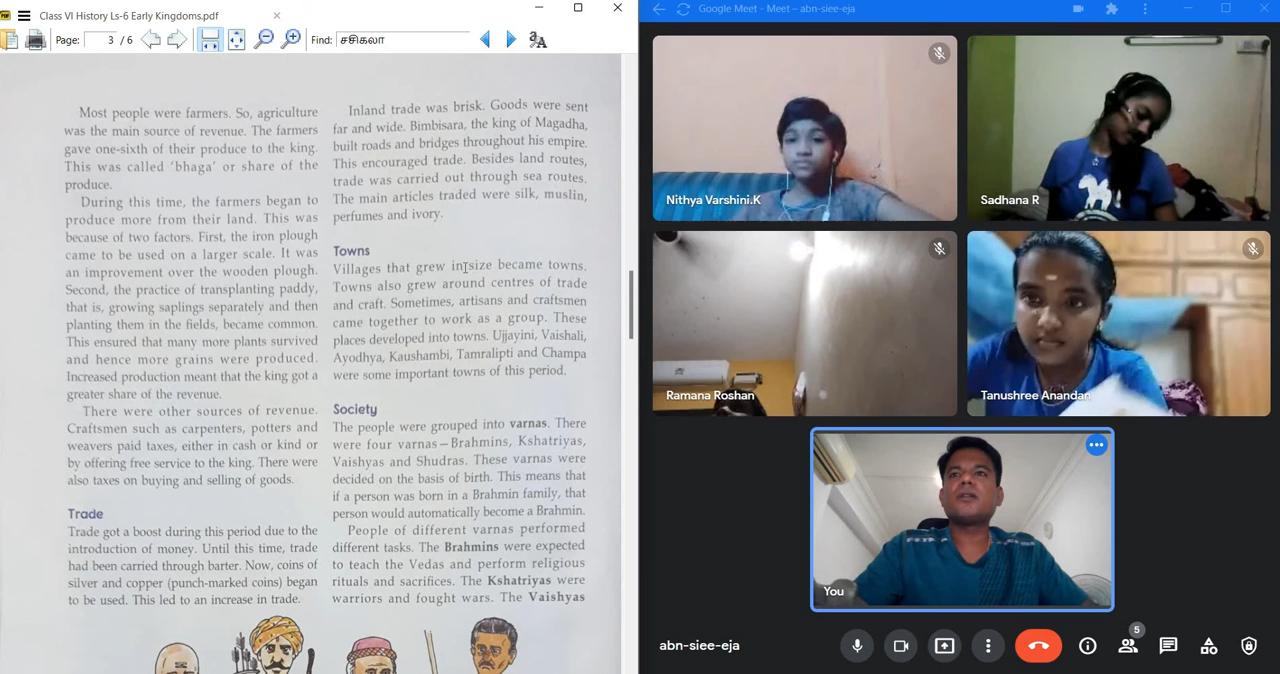 Class VI History Ls-6 Early Kingdoms.pdf
Page: 3 / 6
Find:
Most people were farmers. So, agriculture
was the main source of revenue. The farmers
gave one-sixth of their produce to the king.
This was called 'bhaga' or share of the
produce.
During this time, the farmers began to
produce more from their land. This was
because of two factors. First, the iron plough
came to be used on a larger scale. It was
an improvement over the wooden plough.
Second, the practice of transplanting paddy,
that is, growing saplings separately and then
planting them in the fields, became common.
This ensured that many more plants survived
and hence more grains were produced.
Increased production meant that the king got a
greater share of the revenue.
There were other sources of revenue.
Craftsmen such as carpenters, potters and
weavers paid taxes, either in cash or kind or
by offering free service to the king. There were
also taxes on buying and selling of goods.
Trade
Trade got a boost during this period due to the
introduction of money. Until this time, trade
had been carried through barter. Now, coins of
silver and copper (punch-marked coins) began
to be used. This led to an increase in trade.
Inland trade was brisk. Goods were sent
far and wide. Bimbisara, the king of Magadha,
built roads and bridges throughout his empire.
This encouraged trade. Besides land routes,
trade was carried out through sea routes.
The main articles traded were silk, muslin,
perfumes and ivory.
Towns
Villages that grew in size became towns.
Towns also grew around centres of trade
and craft. Sometimes, artisans and craftsmen
came together to work as a group. These
places developed into towns. Ujjayini, Vaishali,
Ayodhya, Kaushambi, Tamralipti and Champa
were some important towns of this period.
Society
The people were grouped into varnas. There
were four varnas – Brahmins, Kshatriyas,
Vaishyas and Shudras. These varnas were
decided on the basis of birth. This means that
if a person was born in a Brahmin family, that
person would automatically become a Brahmin.
People of different varnas performed
different tasks. The Brahmins were expected
to teach the Vedas and perform religious
rituals and sacrifices. The Kshatriyas were
warriors and fought wars. The Vaishyas
Google Meet - Meet – abn-siee-eja
Nithya Varshini.K
Sadhana R
Ramana Roshan
Tanushree Anandan
You
abn-siee-eja
5